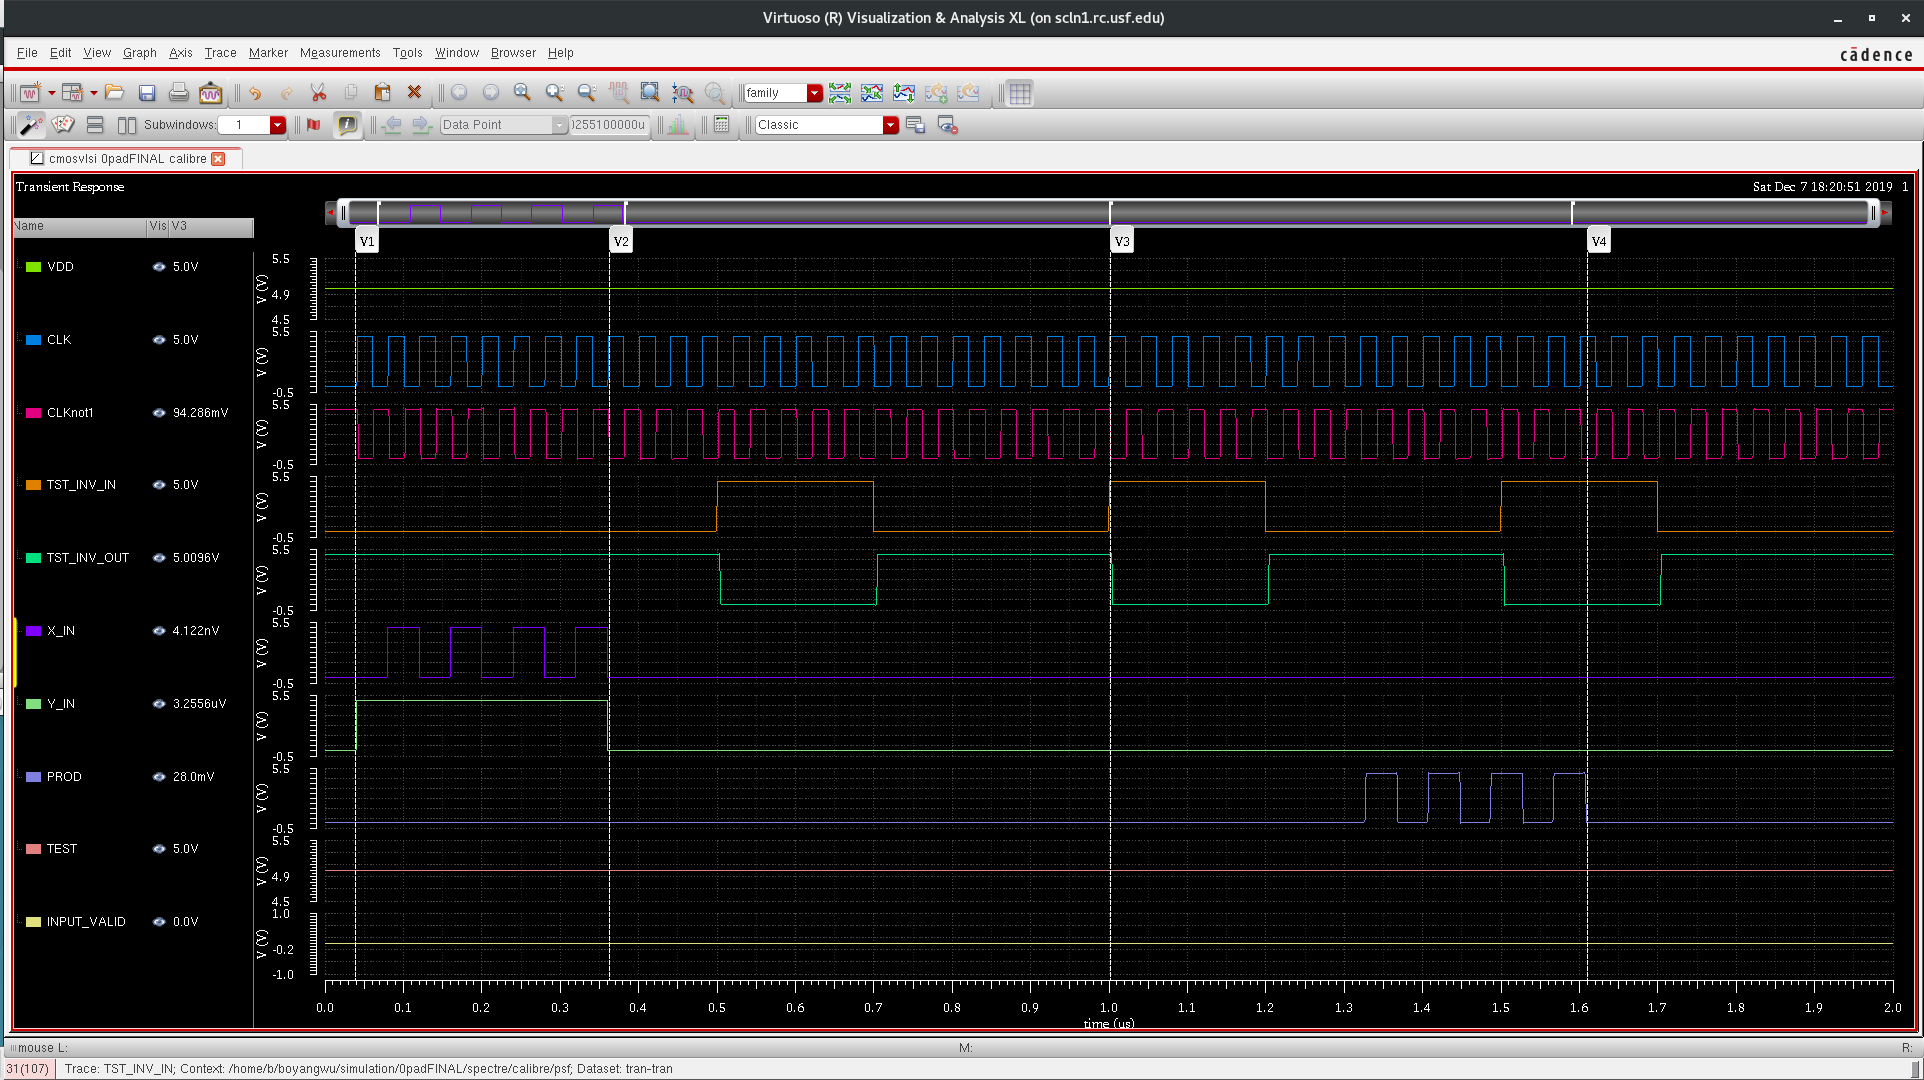 Virtuoso (R) Visualization & Analysis XL (on scln1.rc.usf.edu)
File Edit View Graph Axis Trace Marker Measurements Tools Window Browser Help
cādence
family
Subwindows: 1 Data Point 255100000u Classic
cmosvlsi 0padFINAL calibre
Transient Response
Sat Dec 7 18:20:51 2019 1
Name Vis V3
V1 V2 V3 V4
VDD 5.0V
V (V) 5.5 4.9 4.5
CLK 5.0V
V (V) 5.5 -0.5
CLKnot1 94.286mV
V (V) 5.5 -0.5
TST_INV_IN 5.0V
V (V) 5.5 -0.5
TST_INV_OUT 5.0096V
V (V) 5.5 -0.5
X_IN 4.122nV
V (V) 5.5 -0.5
Y_IN 3.2556uV
V (V) 5.5 -0.5
PROD 28.0mV
V (V) 5.5 -0.5
TEST 5.0V
V (V) 5.5 4.9 4.5
INPUT_VALID 0.0V
V (V) 1.0 -0.2 -1.0
0.0 0.1 0.2 0.3 0.4 0.5 0.6 0.7 0.8 0.9 1.0 1.1 1.2 1.3 1.4 1.5 1.6 1.7 1.8 1.9 2.0
time (us)
mouse L: M: R:
31(107) Trace: TST_INV_IN; Context: /home/b/boyangwu/simulation/0padFINAL/spectre/calibre/psf; Dataset: tran-tran